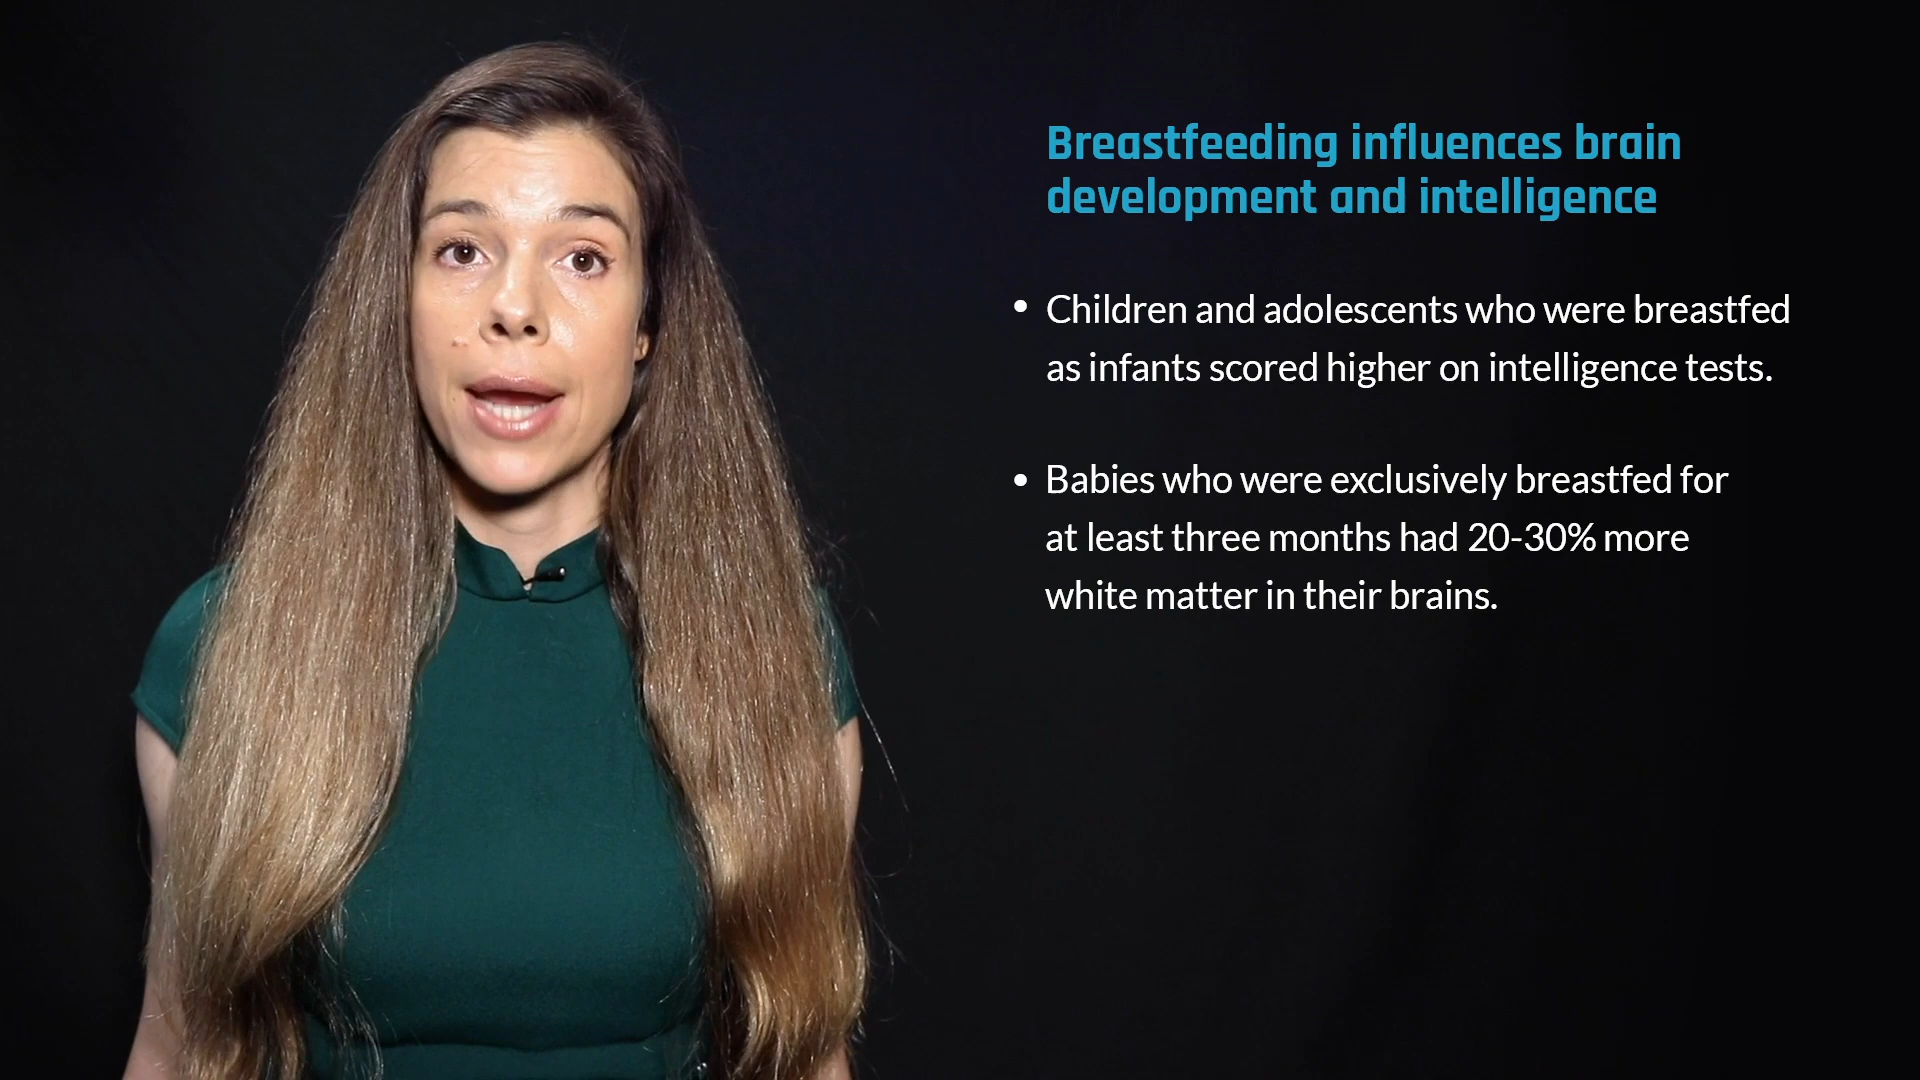 Breastfeeding influences brain
development and intelligence
• Children and adolescents who were breastfed
as infants scored higher on intelligence tests.
• Babies who were exclusively breastfed for
at least three months had 20-30% more
white matter in their brains.